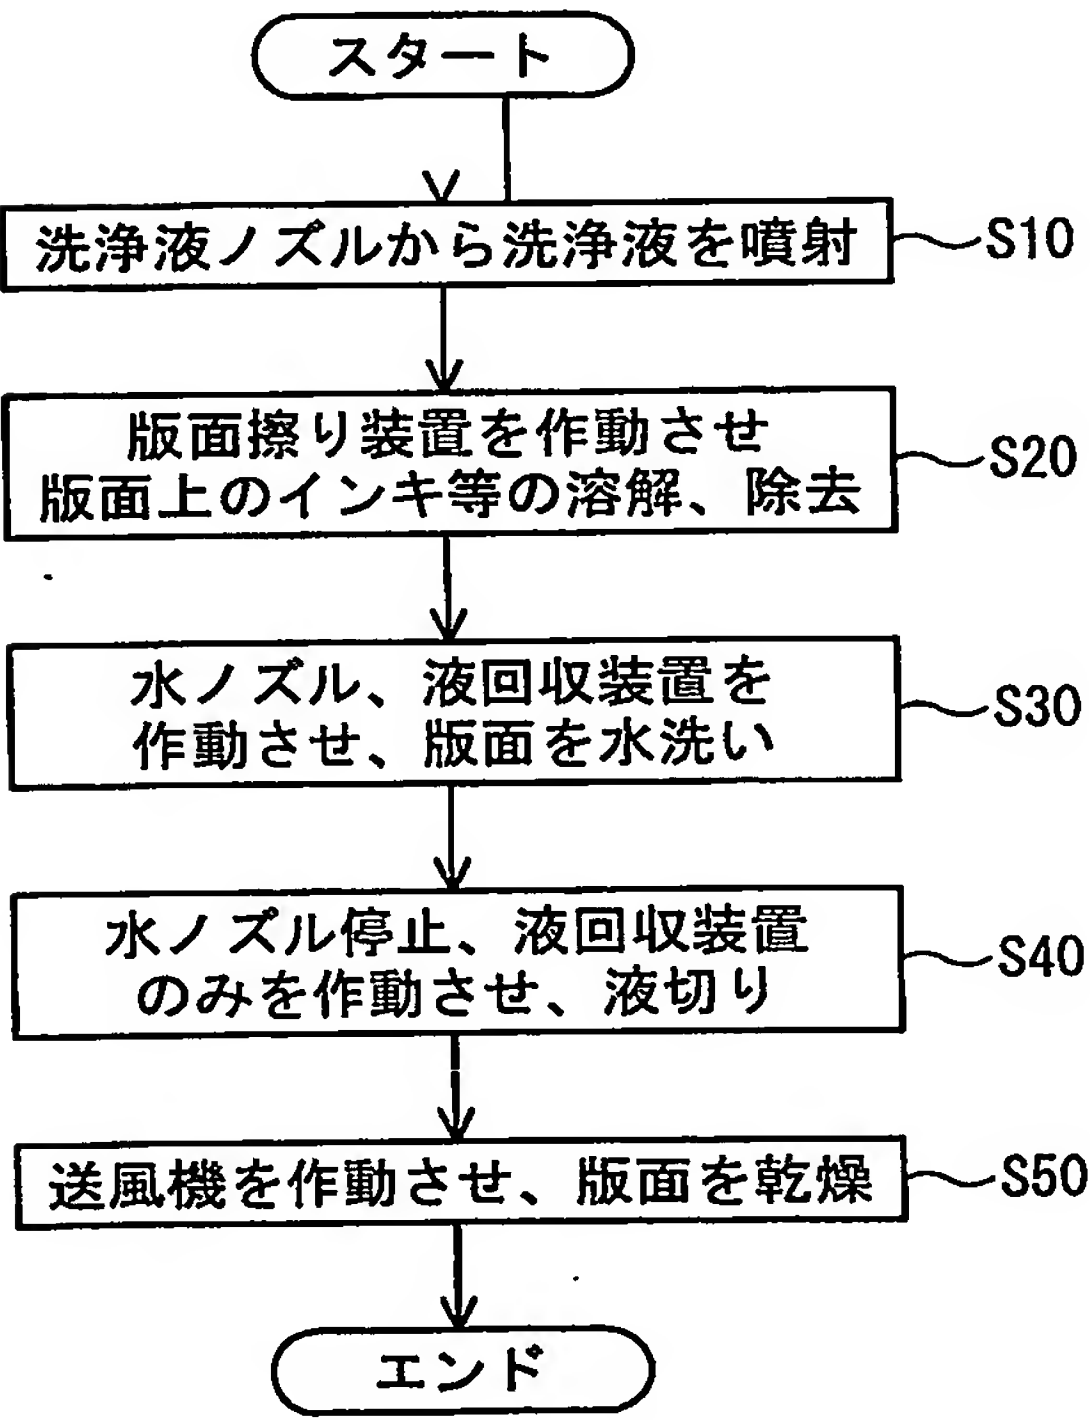 スタート
洗浄液ノズルから洗浄液を噴射
S10
版面擦り装置を作動させ
版面上のインキ等の溶解、除去
S20
水ノズル、液回収装置を
作動させ、版面を水洗い
S30
水ノズル停止、液回収装置
のみを作動させ、液切り
S40
送風機を作動させ、版面を乾燥
S50
エンド